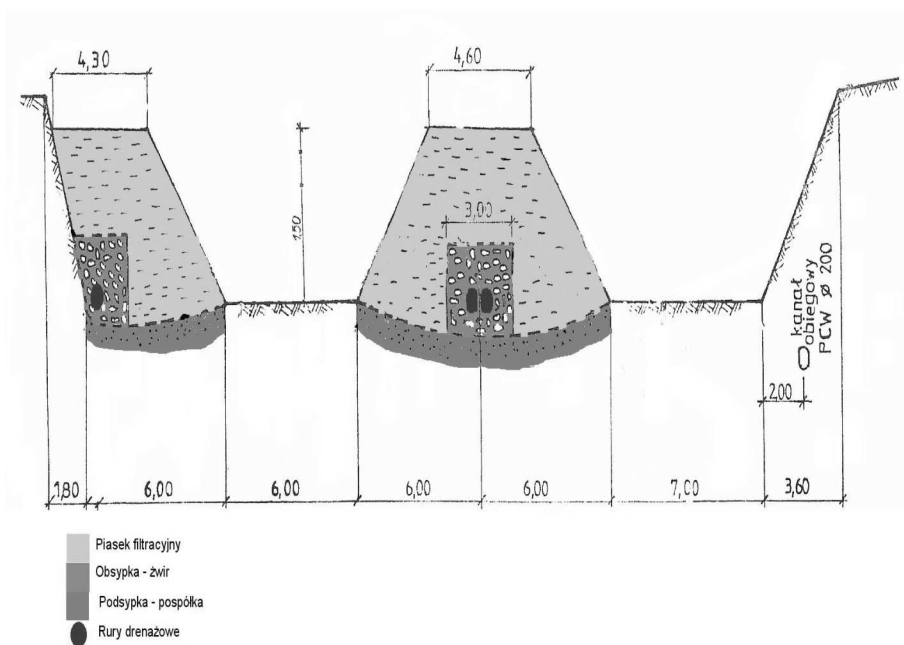 4,30
4,60
3,00
1,50
kanał
obiegowy
PCW ø 200
2,00
1,80
6,00
6,00
6,00
6,00
7,00
3,60
Piasek filtracyjny
Obsypka - żwir
Podsypka - pospółka
Rury drenażowe